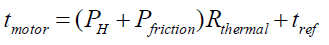 t_motor = (P_H + P_friction)R_thermal + t_ref